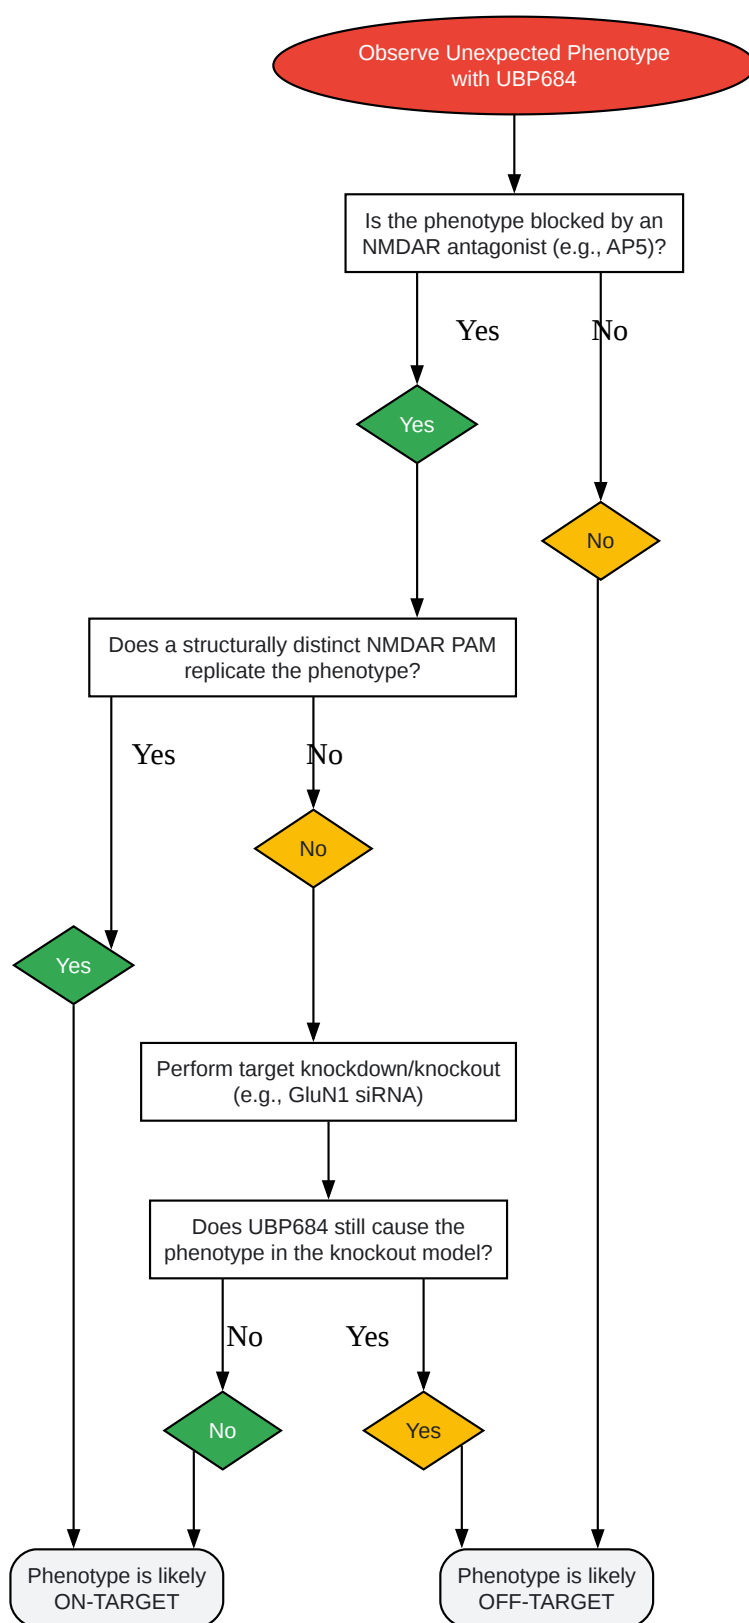 Observe Unexpected Phenotype
with UBP684
Is the phenotype blocked by an
NMDAR antagonist (e.g., AP5)?
Yes
No
Yes
No
Does a structurally distinct NMDAR PAM
replicate the phenotype?
Yes
No
No
Yes
Perform target knockdown/knockout
(e.g., GluN1 siRNA)
Does UBP684 still cause the
phenotype in the knockout model?
No
Yes
No
Yes
Phenotype is likely
ON-TARGET
Phenotype is likely
OFF-TARGET